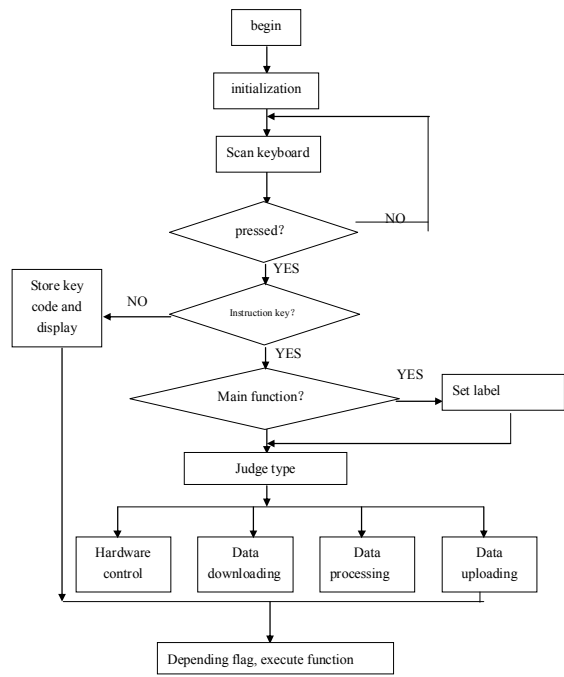 begin
initialization
Scan keyboard
pressed?
NO
YES
Store key
code and
display
NO
Instruction key?
YES
Main function?
YES
Set label
Judge type
Hardware
control
Data
downloading
Data
processing
Data
uploading
Depending flag, execute function